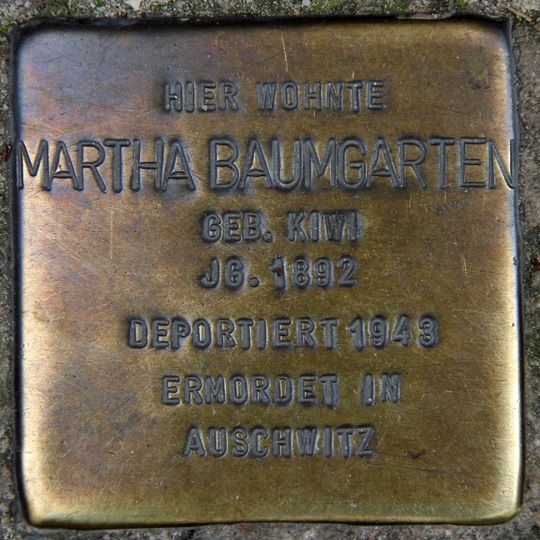 HIER WOHNTE
MARTHA BAUMGARTEN
GEB. KIWI
JG. 1892
DEPORTIERT 1943
ERMORDET IN
AUSCHWITZ